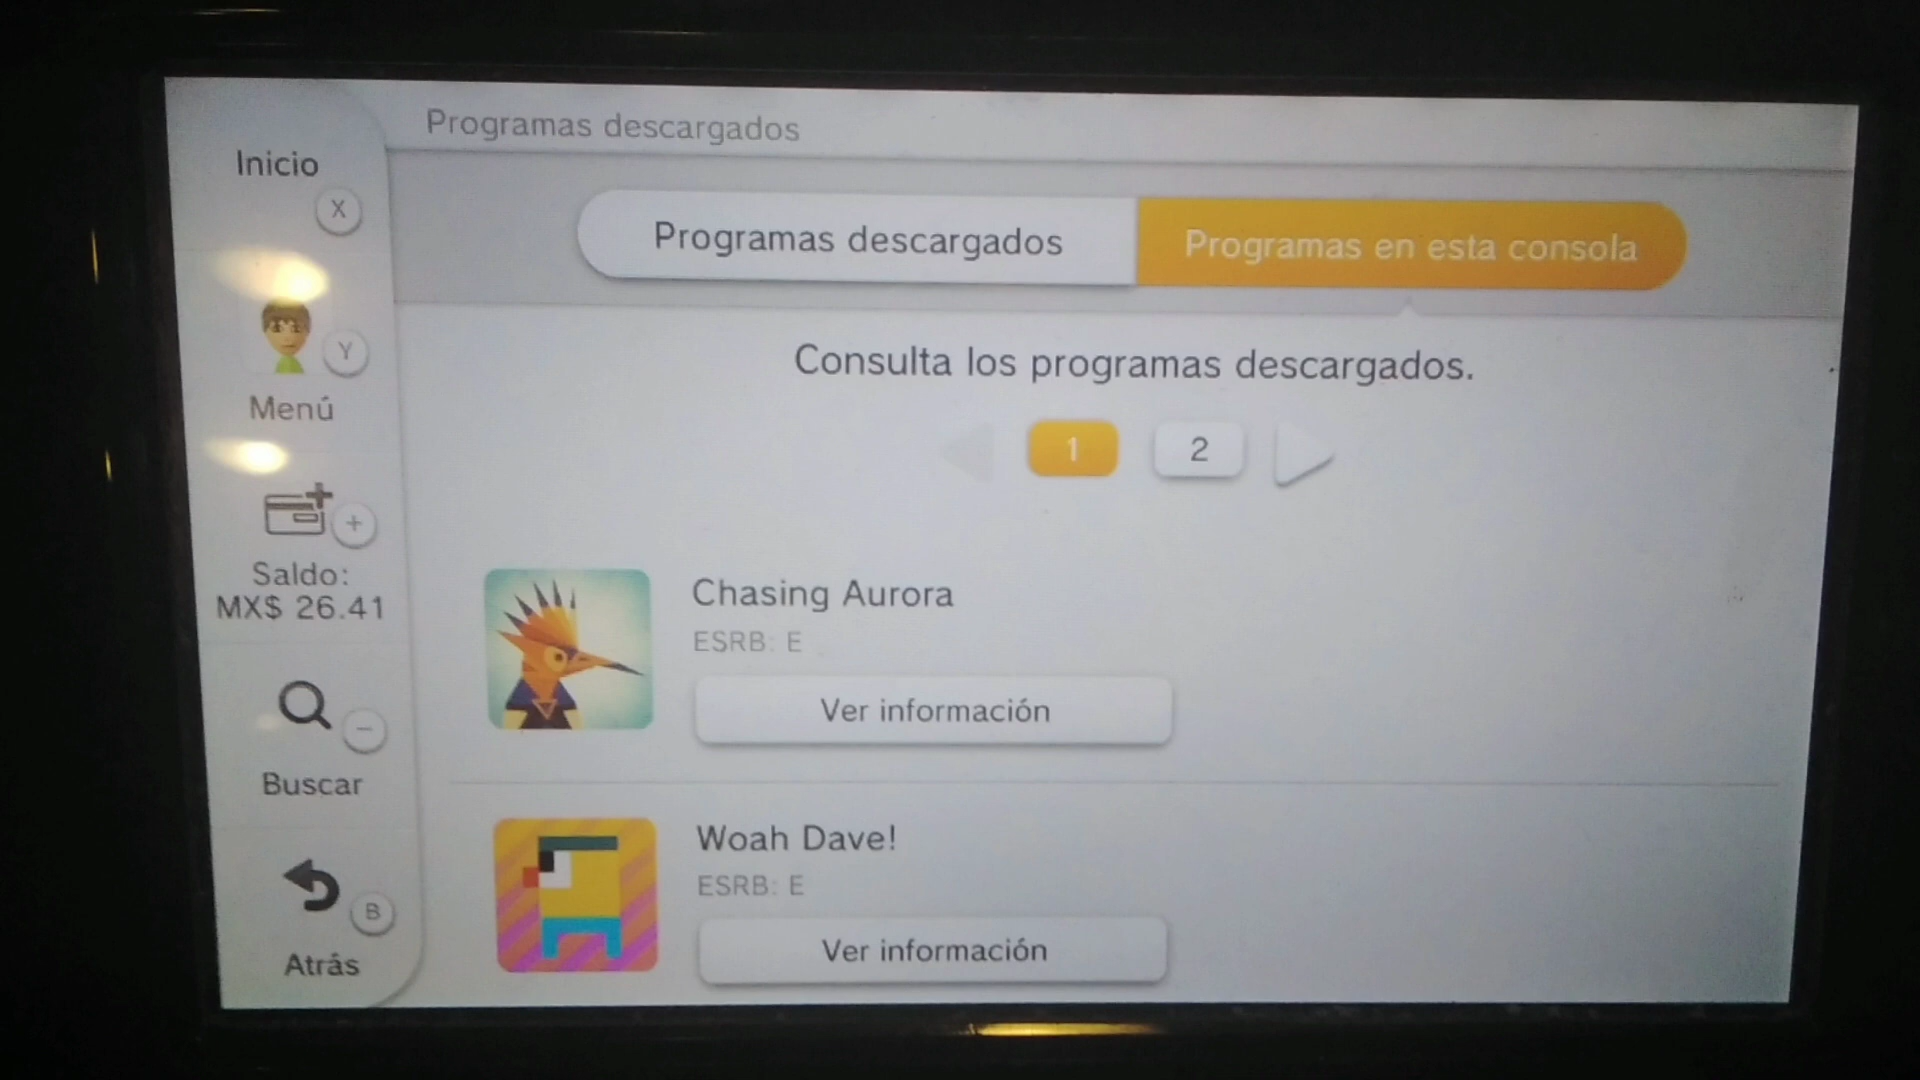 Programas descargados
Inicio
X
Programas descargados
Programas en esta consola
Y
Menú
Consulta los programas descargados.
1
2
+
Saldo:
MX$ 26.41
Chasing Aurora
ESRB: E
Ver información
−
Buscar
Woah Dave!
ESRB: E
Ver información
B
Atrás